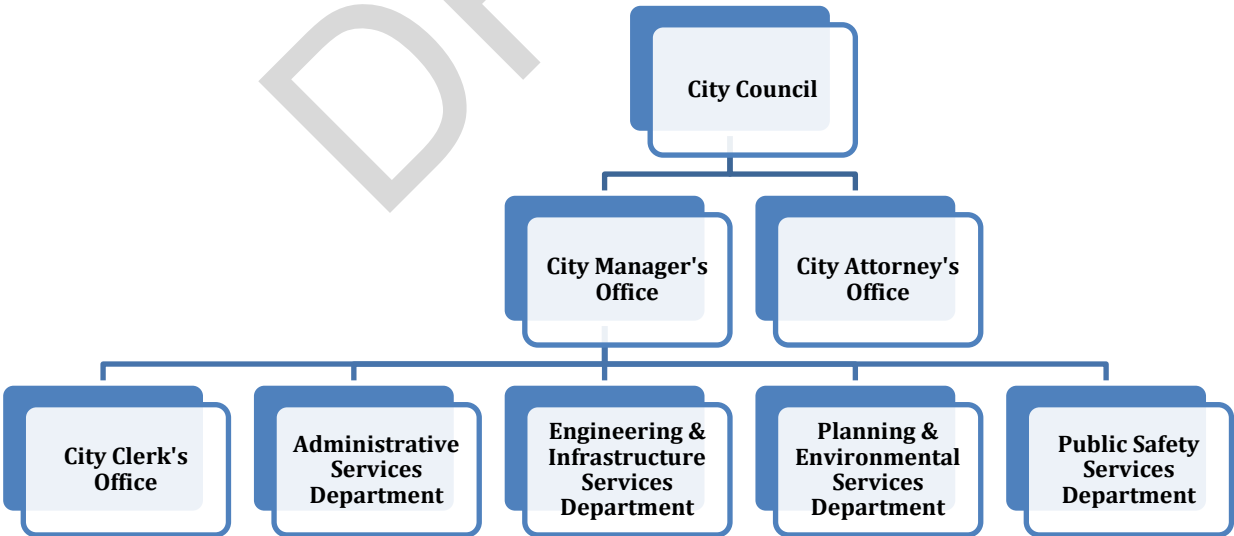 City Council
City Manager's
Office
City Attorney's
Office
City Clerk's
Office
Administrative
Services
Department
Engineering &
Infrastructure
Services
Department
Planning &
Environmental
Services
Department
Public Safety
Services
Department